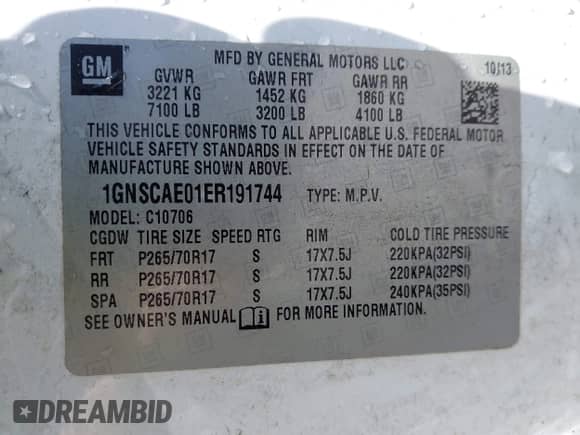 GM
MFD BY GENERAL MOTORS LLC
10/13
GVWR GAWR FRT GAWR RR
3221 KG 1452 KG 1860 KG
7100 LB 3200 LB 4100 LB
THIS VEHICLE CONFORMS TO ALL APPLICABLE U.S. FEDERAL MOTOR
VEHICLE SAFETY STANDARDS IN EFFECT ON THE DATE OF
MANUFACTURE SHOWN ABOVE.
1GNSCAE01ER191744 TYPE: M.P.V.
MODEL: C10706
CGDW TIRE SIZE SPEED RTG RIM COLD TIRE PRESSURE
FRT P265/70R17 S 17X7.5J 220KPA(32PSI)
RR P265/70R17 S 17X7.5J 220KPA(32PSI)
SPA P265/70R17 S 17X7.5J 240KPA(35PSI)
SEE OWNER'S MANUAL FOR MORE INFORMATION.
DREAMBID